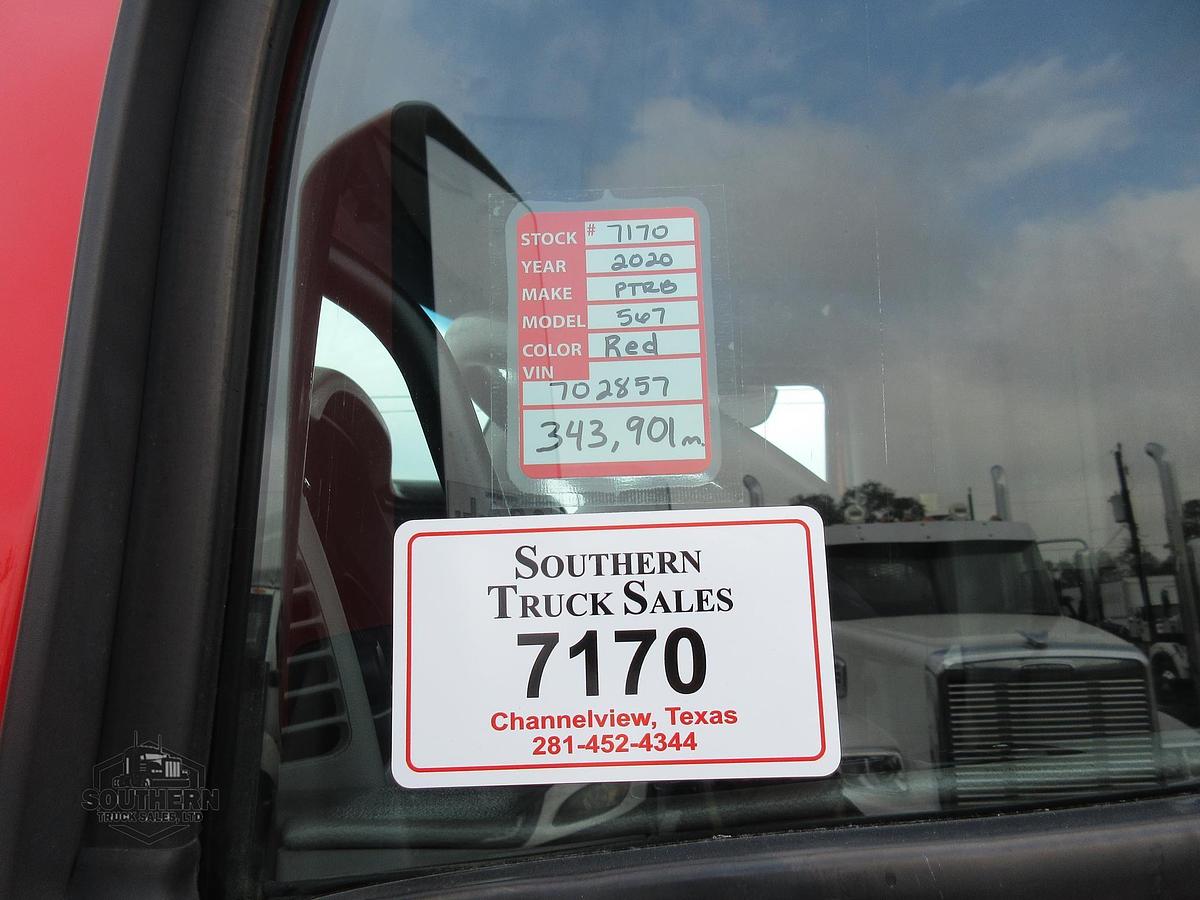 STOCK # 7170
YEAR 2020
MAKE PTRB
MODEL 567
COLOR Red
VIN 702857
343,901 m.
SOUTHERN
TRUCK SALES
7170
Channelview, Texas
281-452-4344
SOUTHERN
TRUCK SALES, LTD